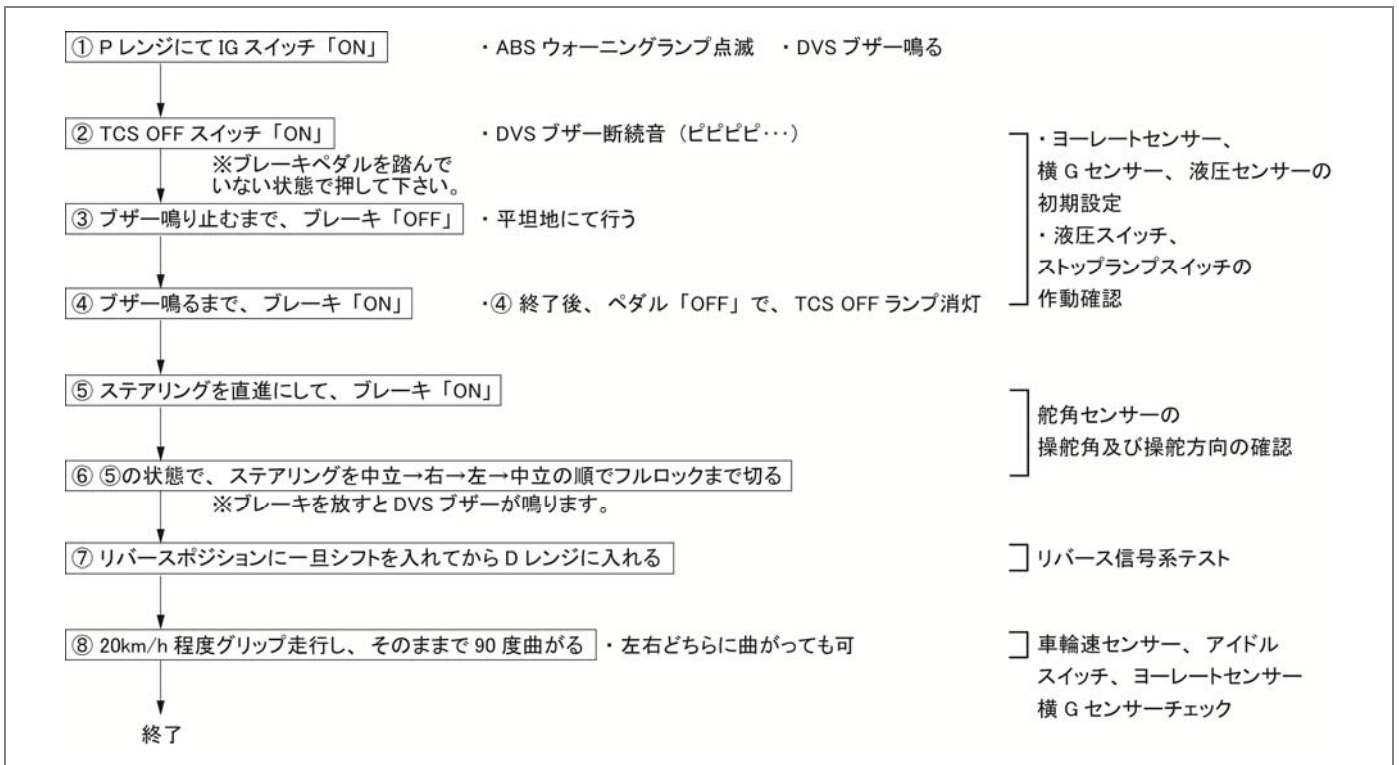 ① P レンジにて IG スイッチ「ON」 ・ABS ウォーニングランプ点滅 ・DVS ブザー鳴る
② TCS OFF スイッチ「ON」 ・DVS ブザー断続音（ピピピピ･･･）
※ブレーキペダルを踏んで
いない状態で押して下さい。
③ ブザー鳴り止むまで、ブレーキ「OFF」 ・平坦地にて行う
④ ブザー鳴るまで、ブレーキ「ON」 ・④ 終了後、ペダル「OFF」で、TCS OFF ランプ消灯
・ヨーレートセンサー、
横 G センサー、液圧センサーの
初期設定
・液圧スイッチ、
ストップランプスイッチの
作動確認
⑤ ステアリングを直進にして、ブレーキ「ON」
⑥ ⑤の状態で、ステアリングを中立→右→左→中立の順でフルロックまで切る
※ブレーキを放すと DVS ブザーが鳴ります。
舵角センサーの
操舵角及び操舵方向の確認
⑦ リバースポジションに一旦シフトを入れてから D レンジに入れる リバース信号系テスト
⑧ 20km/h 程度グリップ走行し、そのままで 90 度曲がる ・左右どちらに曲がっても可
車輪速センサー、アイドル
スイッチ、ヨーレートセンサー
横 G センサーチェック
終了